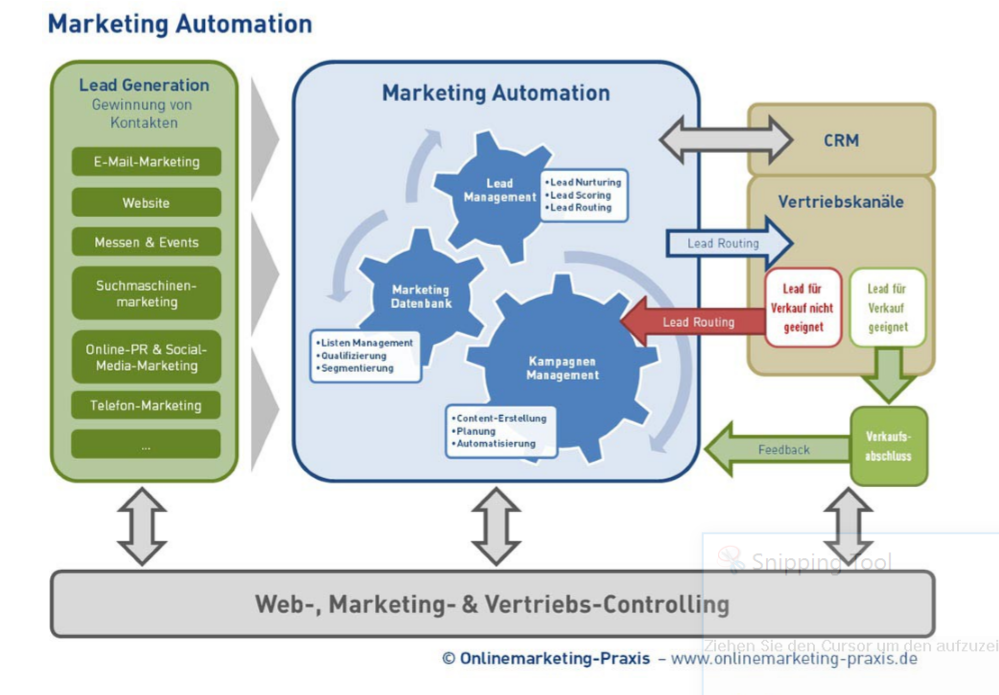 Marketing Automation
Lead Generation
Gewinnung von
Kontakten
E-Mail-Marketing
Website
Messen & Events
Suchmaschinen-
marketing
Online-PR & Social-
Media-Marketing
Telefon-Marketing
...
Marketing Automation
Lead
Management
•Lead Nurturing
•Lead Scoring
•Lead Routing
Marketing
Datenbank
•Listen Management
•Qualifizierung
•Segmentierung
Kampagnen
Management
•Content-Erstellung
•Planung
•Automatisierung
CRM
Vertriebskanäle
Lead Routing
Lead für
Verkauf nicht
geeignet
Lead für
Verkauf
geeignet
Lead Routing
Verkaufs-
abschluss
Feedback
Web-, Marketing- & Vertriebs-Controlling
Snipping Tool
Ziehen Sie den Cursor um den aufzuzei
© Onlinemarketing-Praxis – www.onlinemarketing-praxis.de